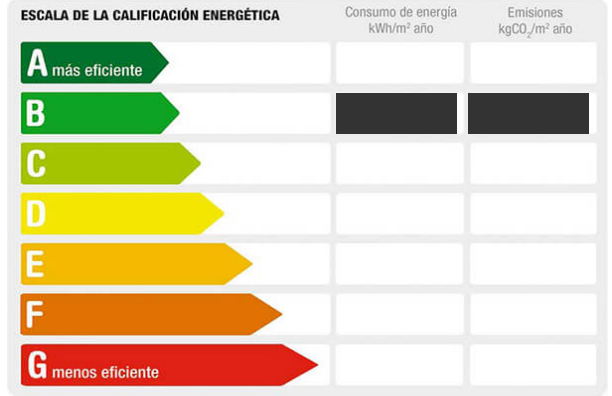 ESCALA DE LA CALIFICACIÓN ENERGÉTICA
Consumo de energía
kWh/m² año
Emisiones
kgCO₂/m² año
A más eficiente
B
C
D
E
F
G menos eficiente